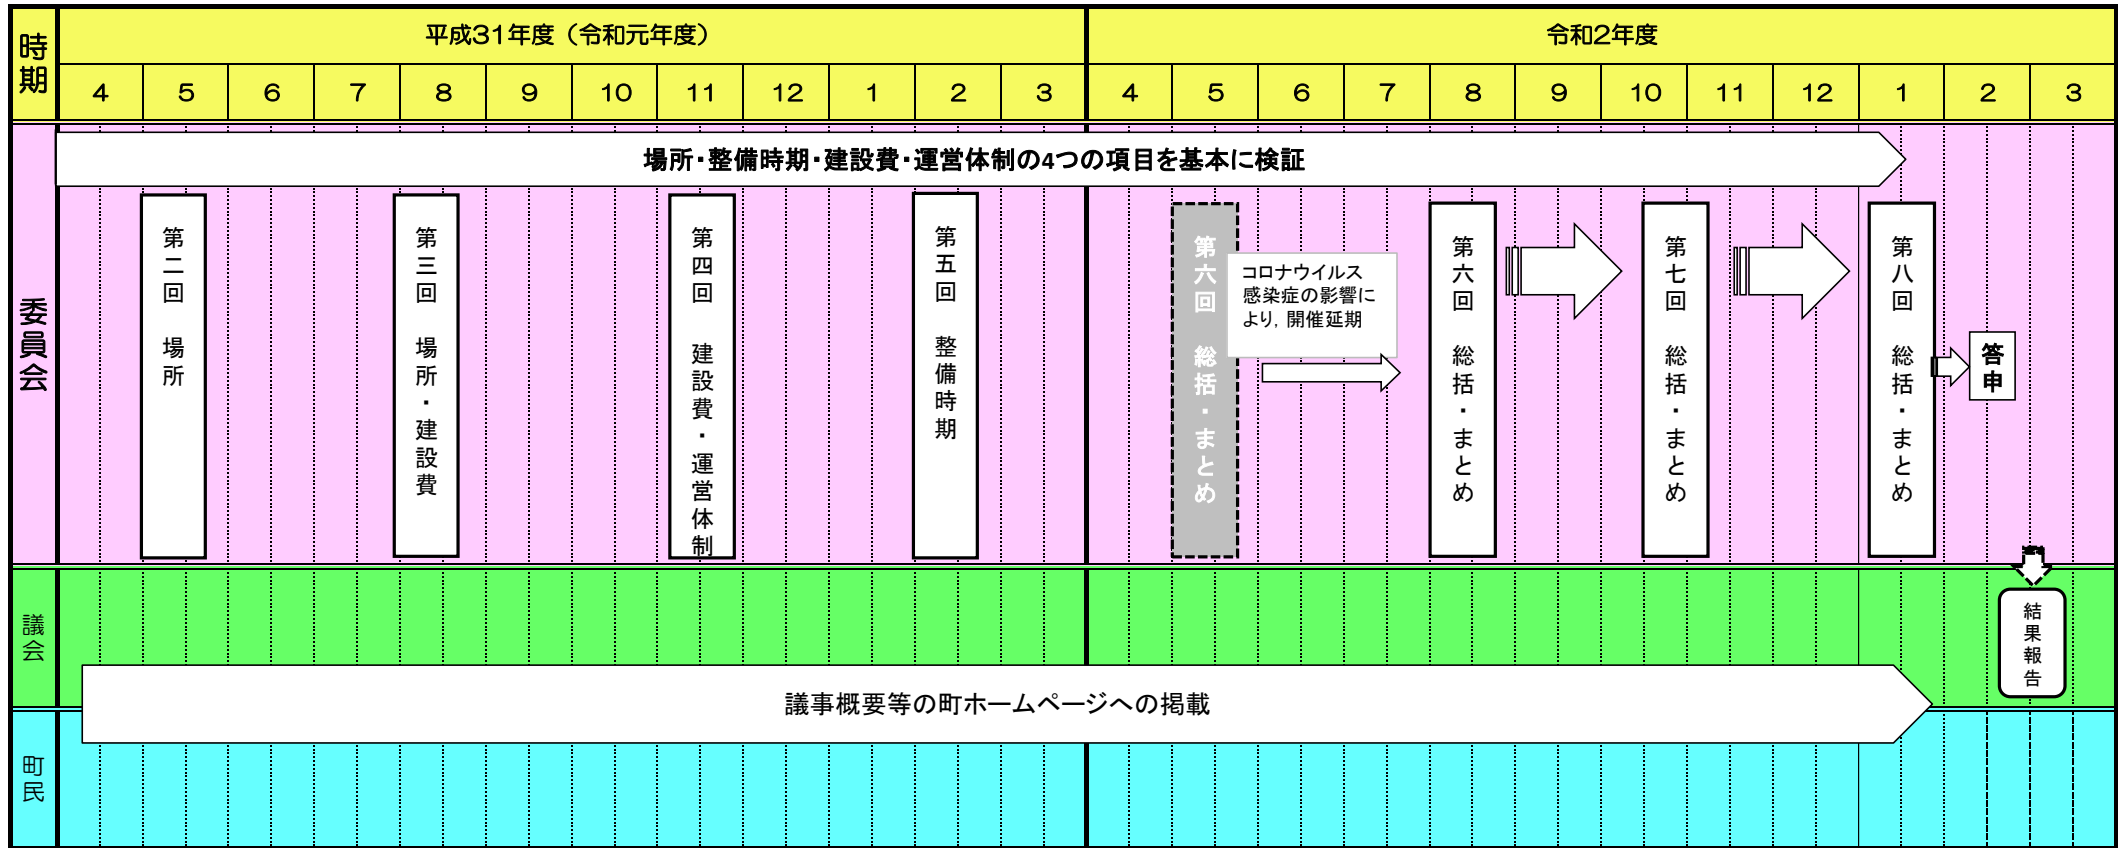 時期
平成31年度（令和元年度）
令和2年度
4 5 6 7 8 9 10 11 12 1 2 3 4 5 6 7 8 9 10 11 12 1 2 3
委員会
場所・整備時期・建設費・運営体制の4つの項目を基本に検証
第二回　場所
第三回　場所・建設費
第四回　建設費・運営体制
第五回　整備時期
第六回　総括・まとめ
コロナウイルス
感染症の影響に
より，開催延期
第六回　総括・まとめ
第七回　総括・まとめ
第八回　総括・まとめ
答申
議会
結果報告
議事概要等の町ホームページへの掲載
町民